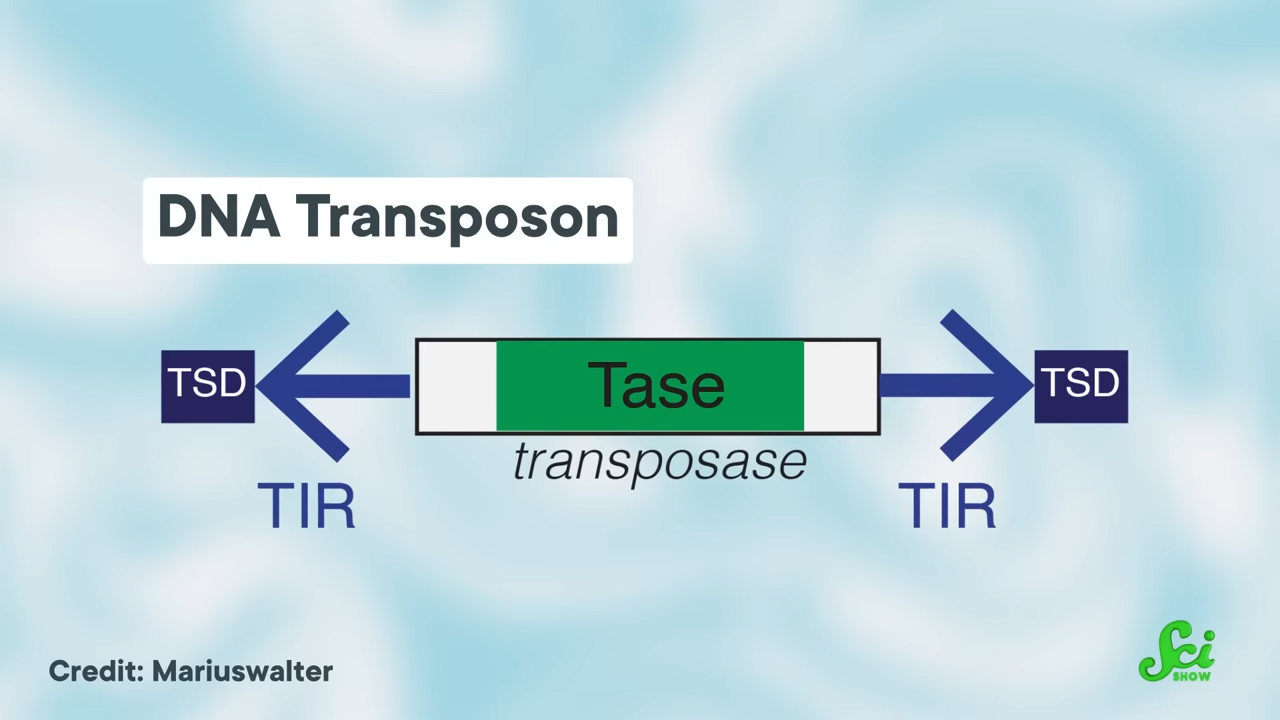 DNA Transposon
TSD
Tase
TSD
transposase
TIR
TIR
Credit: Mariuswalter
Sci
SHOW